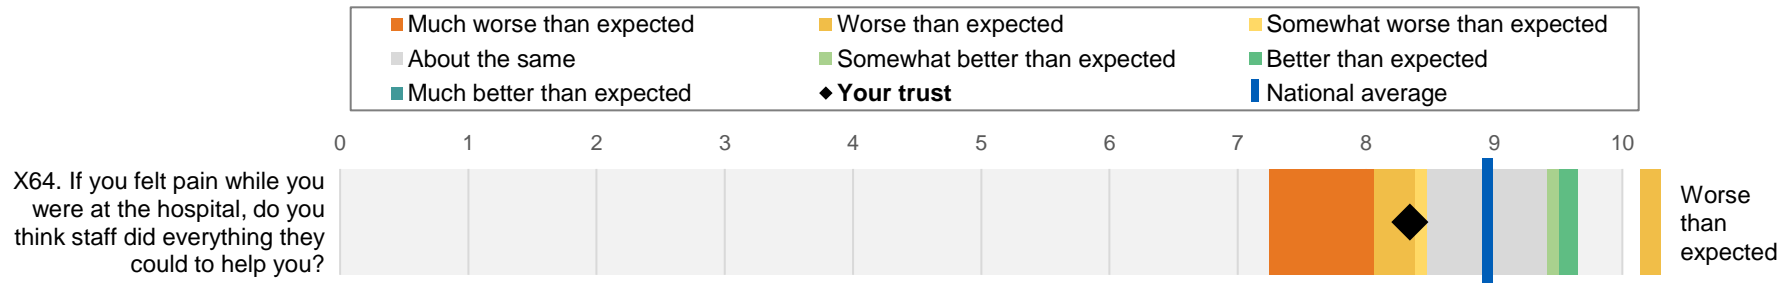 Much worse than expected
Worse than expected
Somewhat worse than expected
About the same
Somewhat better than expected
Better than expected
Much better than expected
Your trust
National average
0 1 2 3 4 5 6 7 8 9 10
X64. If you felt pain while you
were at the hospital, do you
think staff did everything they
could to help you?
Worse
than
expected